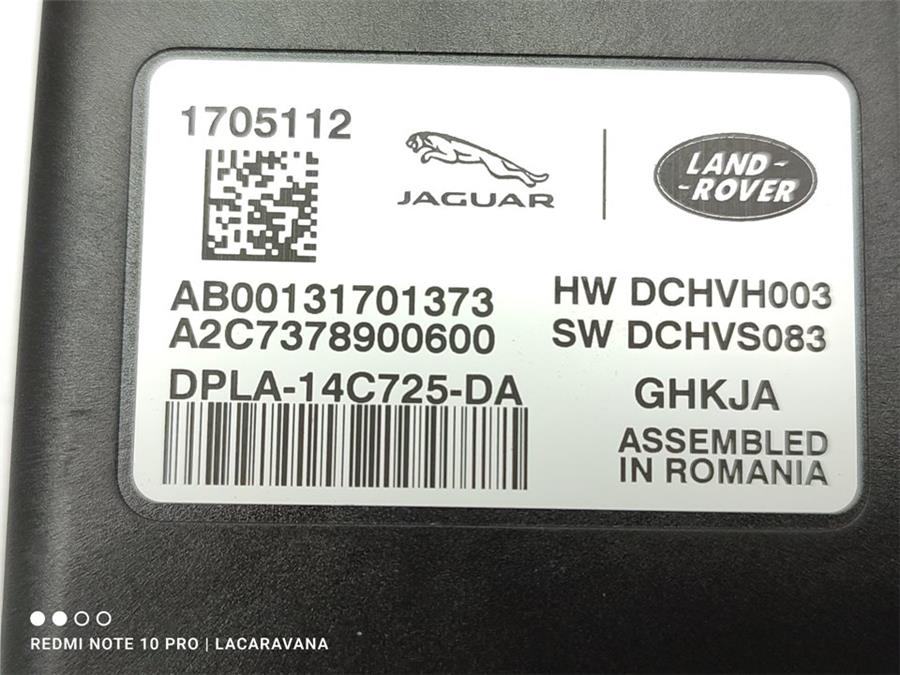 1705112
JAGUAR
LAND-
-ROVER
AB00131701373
A2C7378900600
HW DCHVH003
SW DCHVS083
DPLA-14C725-DA
GHKJA
ASSEMBLED
IN ROMANIA
REDMI NOTE 10 PRO | LACARAVANA